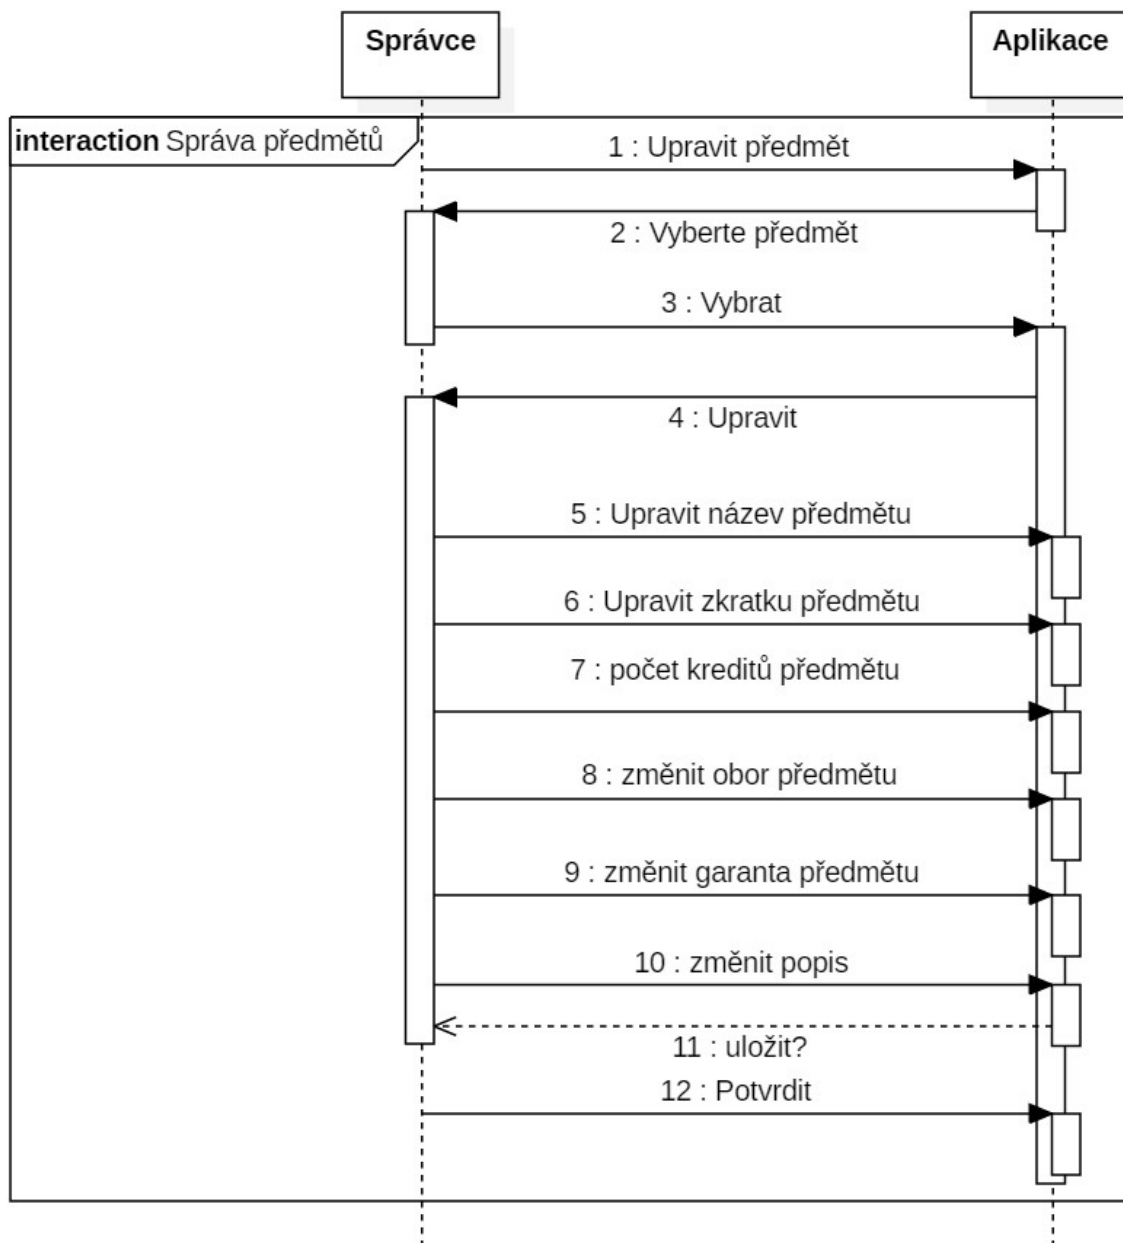 Správce
Aplikace
interaction Správa předmětů
1 : Upravit předmět
2 : Vyberte předmět
3 : Vybrat
4 : Upravit
5 : Upravit název předmětu
6 : Upravit zkratku předmětu
7 : počet kreditů předmětu
8 : změnit obor předmětu
9 : změnit garanta předmětu
10 : změnit popis
11 : uložit?
12 : Potvrdit